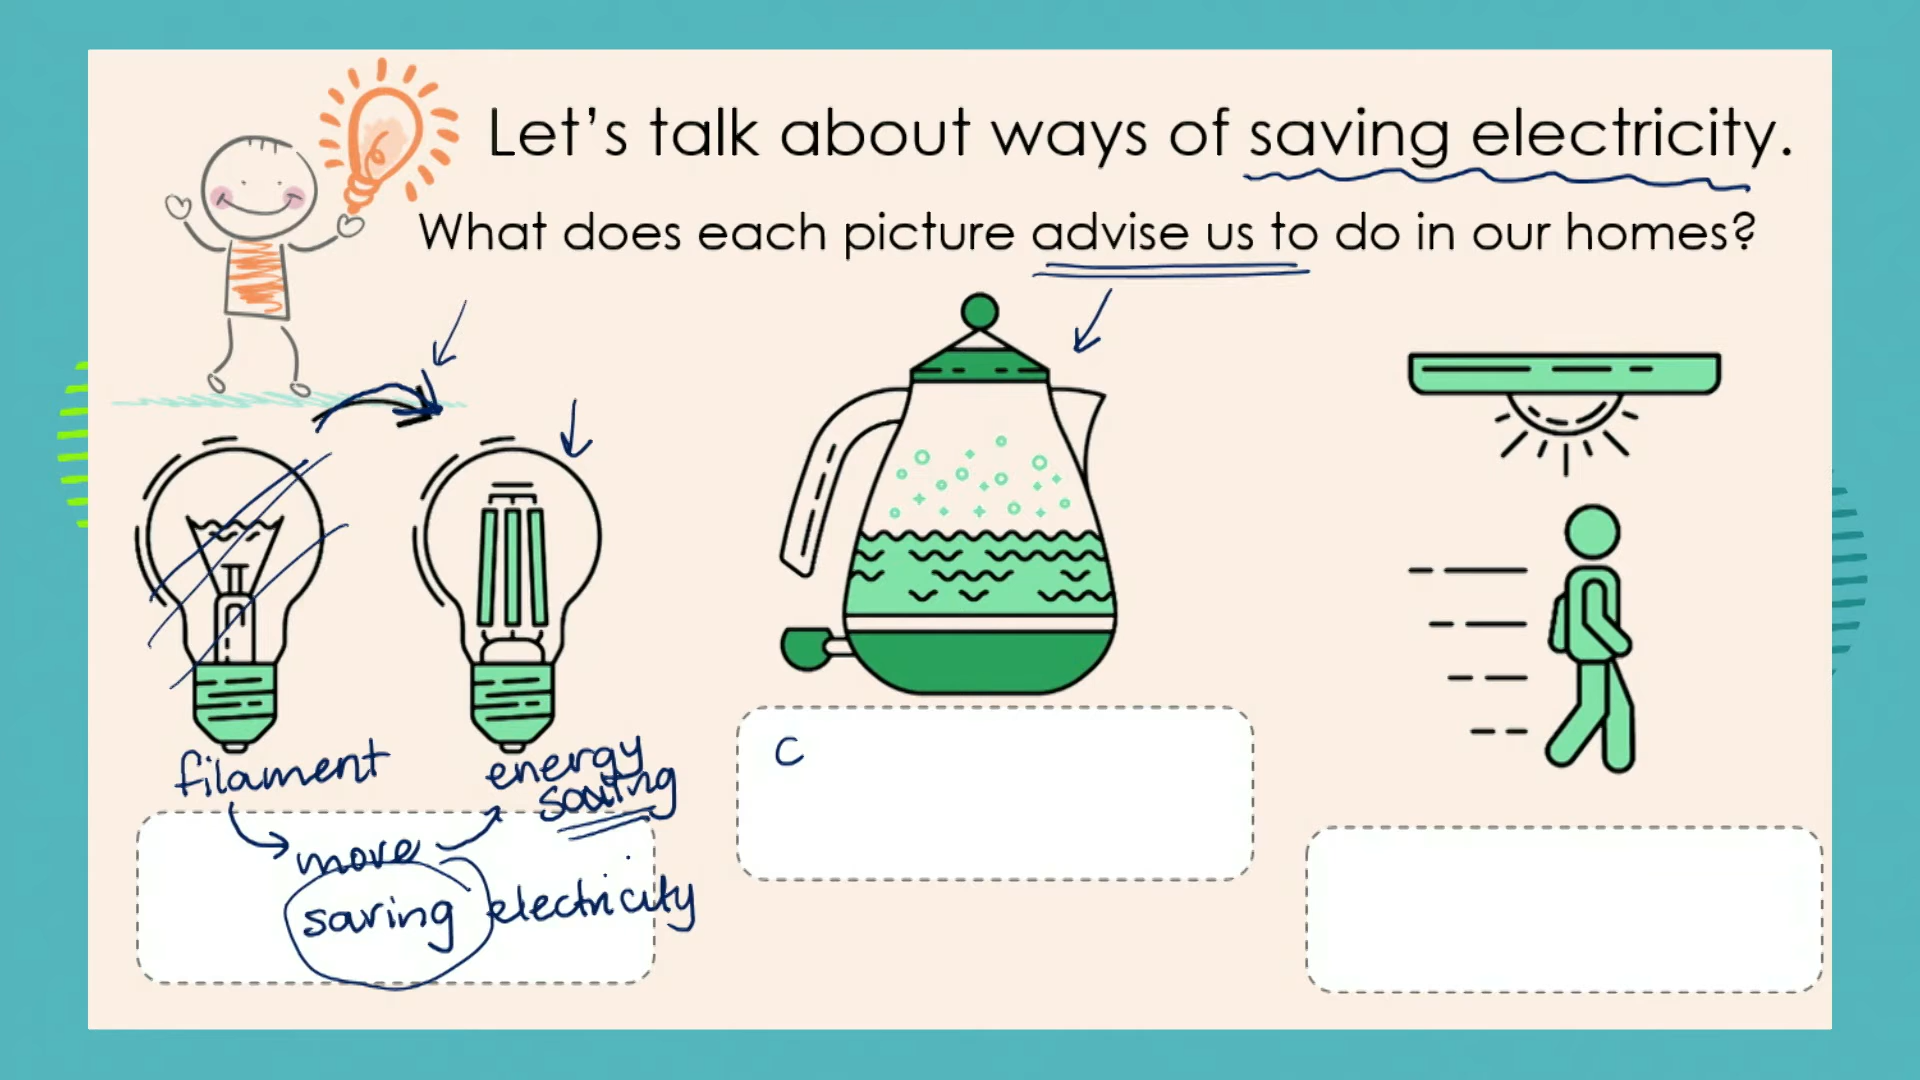 Let's talk about ways of saving electricity.
What does each picture advise us to do in our homes?
filament
energy
saving
more
saving electricity
C